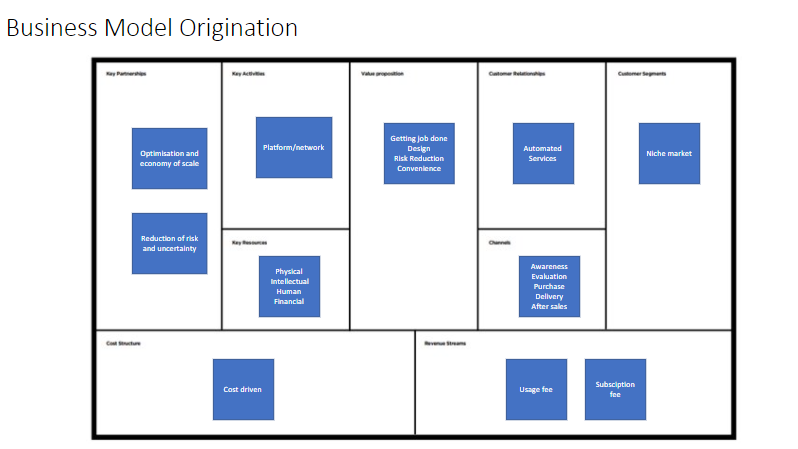 Business Model Origination
Key Partnerships
Key Activities
Value proposition
Customer Relationships
Customer Segments
Optimisation and
economy of scale
Reduction of risk
and uncertainty
Platform/network
Getting job done
Design
Risk Reduction
Convenience
Automated
Services
Niche market
Key Resources
Physical
Intellectual
Human
Financial
Channels
Awareness
Evaluation
Purchase
Delivery
After sales
Cost Structure
Cost driven
Revenue Streams
Usage fee
Subsciption
fee